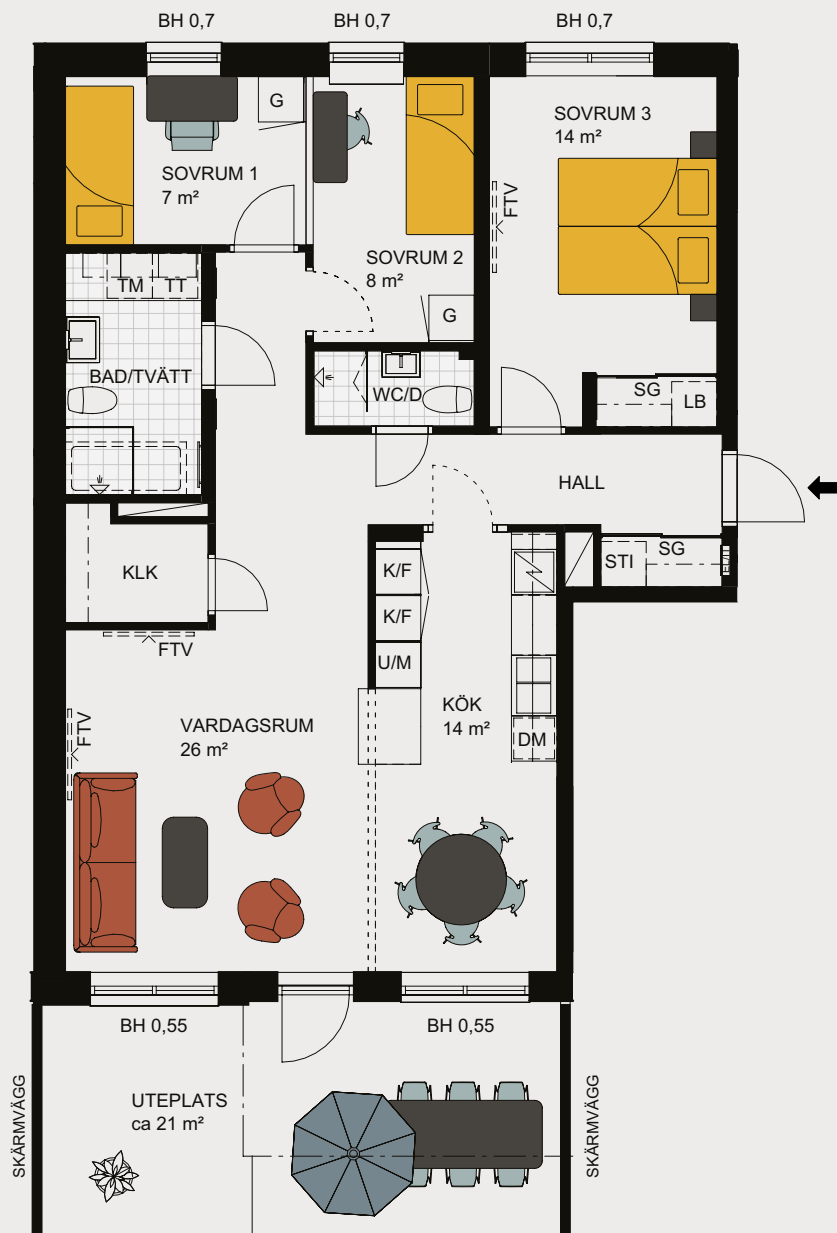 BH 0,7
BH 0,7
BH 0,7
G
SOVRUM 1
7 m²
SOVRUM 3
14 m²
FTV
SOVRUM 2
8 m²
TM
TT
G
BAD/TVÄTT
WC/D
SG
LB
HALL
KLK
K/F
STI
SG
K/F
FTV
U/M
KÖK
14 m²
VARDAGSRUM
26 m²
FTV
DM
BH 0,55
BH 0,55
UTEPLATS
ca 21 m²
SKÄRMVÄGG
SKÄRMVÄGG